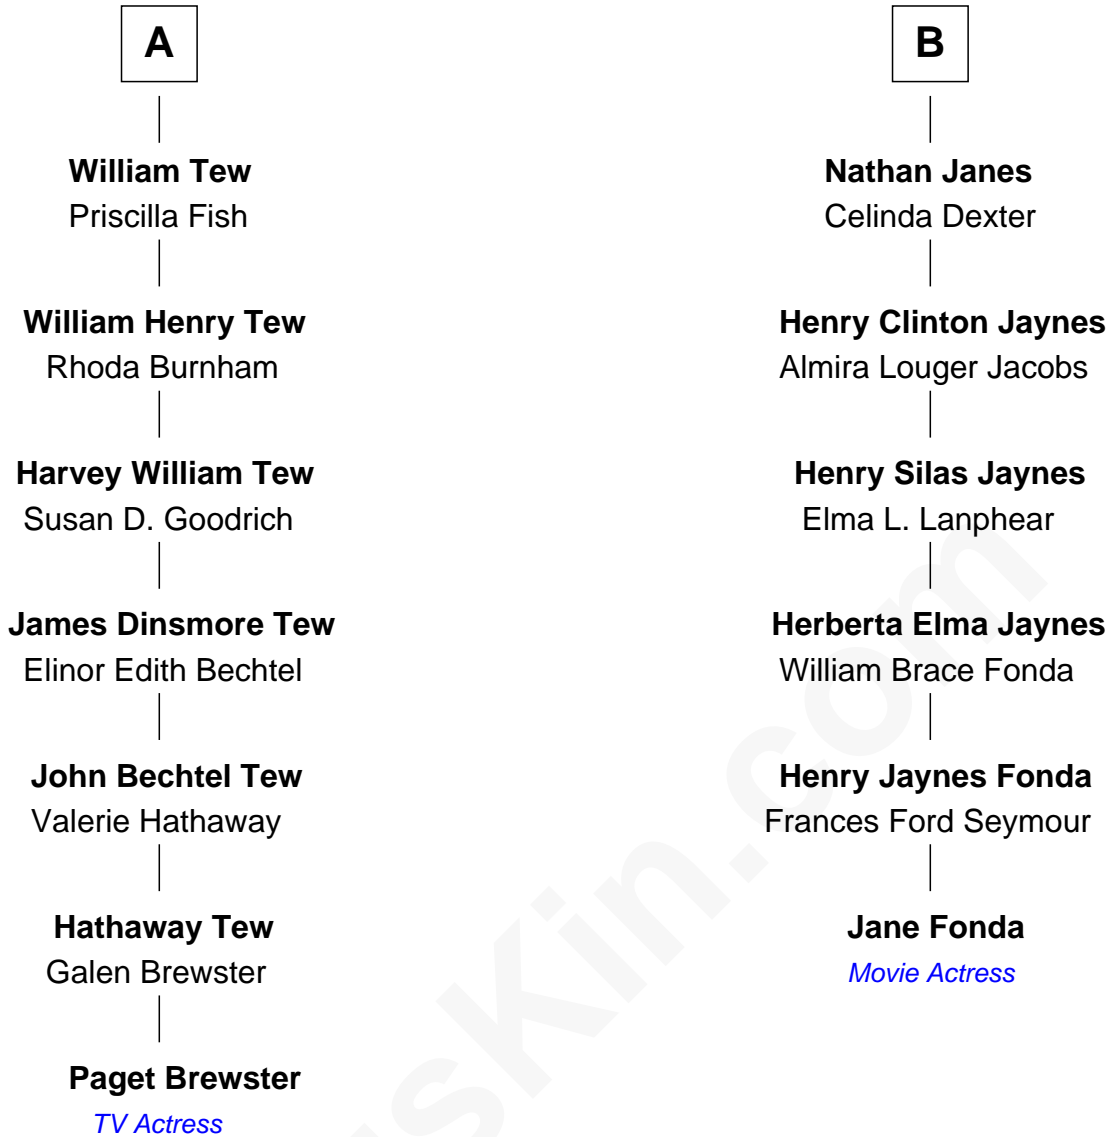 A
William Tew
Priscilla Fish
William Henry Tew
Rhoda Burnham
Harvey William Tew
Susan D. Goodrich
James Dinsmore Tew
Elinor Edith Bechtel
John Bechtel Tew
Valerie Hathaway
Hathaway Tew
Galen Brewster
Paget Brewster
TV Actress
B
Nathan Janes
Celinda Dexter
Henry Clinton Jaynes
Almira Louger Jacobs
Henry Silas Jaynes
Elma L. Lanphear
Herberta Elma Jaynes
William Brace Fonda
Henry Jaynes Fonda
Frances Ford Seymour
Jane Fonda
Movie Actress